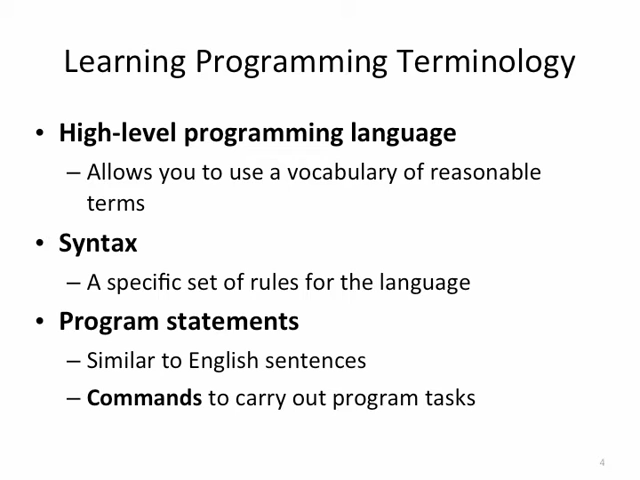 Learning Programming Terminology
• High-level programming language
– Allows you to use a vocabulary of reasonable
terms
• Syntax
– A specific set of rules for the language
• Program statements
– Similar to English sentences
– Commands to carry out program tasks
4